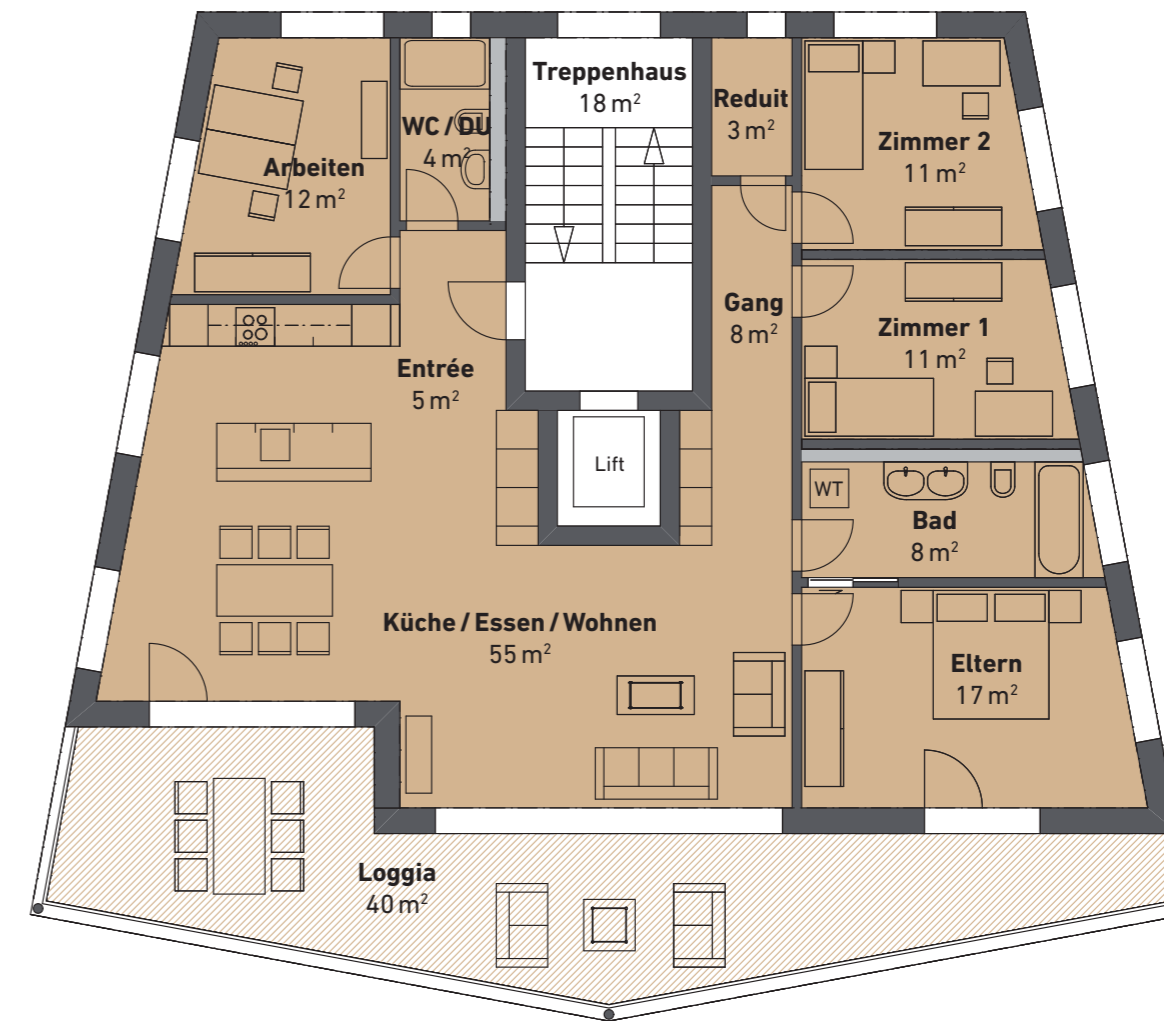 Treppenhaus
18 m²
Reduit
3 m²
WC / DU
4 m²
Zimmer 2
11 m²
Arbeiten
12 m²
Gang
8 m²
Zimmer 1
11 m²
Entrée
5 m²
Lift
WT
Bad
8 m²
Küche / Essen / Wohnen
55 m²
Eltern
17 m²
Loggia
40 m²